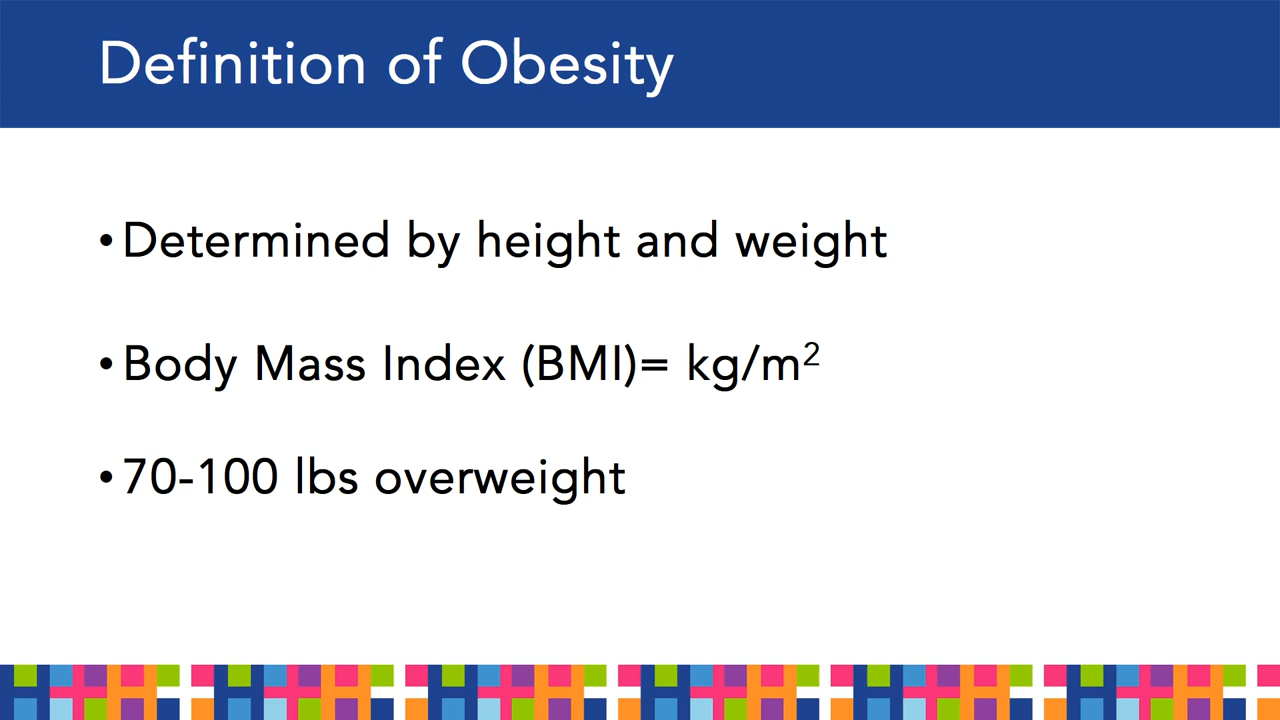 Definition of Obesity
• Determined by height and weight
• Body Mass Index (BMI)= kg/m²
• 70-100 lbs overweight